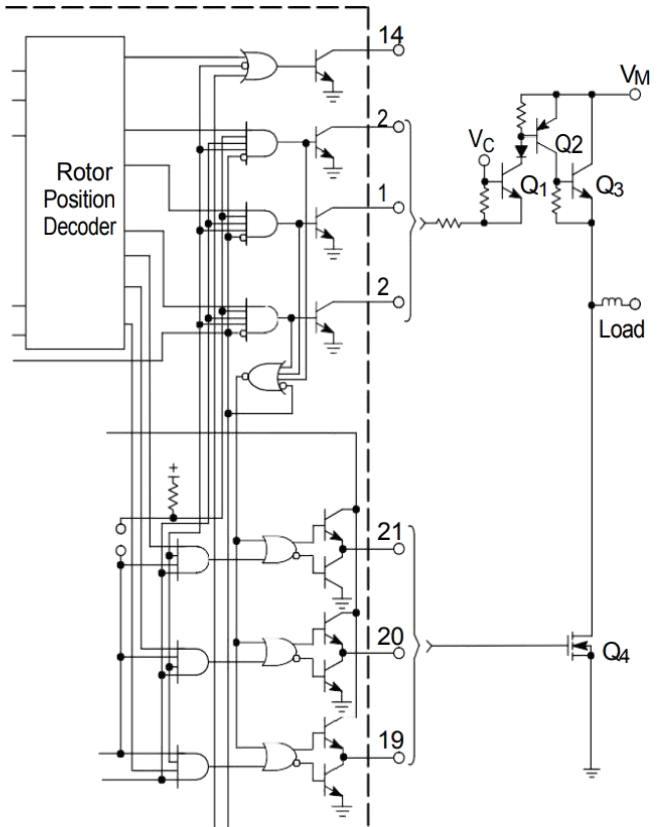 14
V_M
2
V_C
Q2
Rotor
Position
Decoder
Q1
Q3
1
2
Load
+
21
20
Q4
19